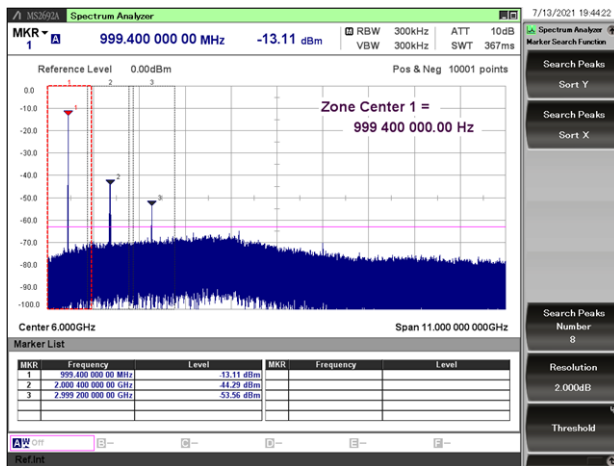 MS2692A Spectrum Analyzer
7/13/2021 19:44:22
MKR 1 A 999.400 000 00 MHz -13.11 dBm
RBW 300kHz ATT 10dB
VBW 300kHz SWT 367ms
Reference Level 0.00dBm Pos & Neg 10001 points
1 2 3
0.0
-10.0
-20.0
-30.0
-40.0
-50.0
-60.0
-70.0
-80.0
-90.0
-100.0
1
2
3
Zone Center 1 =
999 400 000.00 Hz
Center 6.000GHz Span 11.000 000 000GHz
Marker List
MKR Frequency Level MKR Frequency Level
1 999.400 000 00 MHz -13.11 dBm
2 2.000 400 000 00 GHz -44.29 dBm
3 2.999 200 000 00 GHz -53.56 dBm
A Off B -- C -- D -- E -- F --
Ref.Int
Spectrum Analyzer
Marker Search Function
Search Peaks
Sort Y
Search Peaks
Sort X
Search Peaks
Number
8
Resolution
2.000dB
Threshold